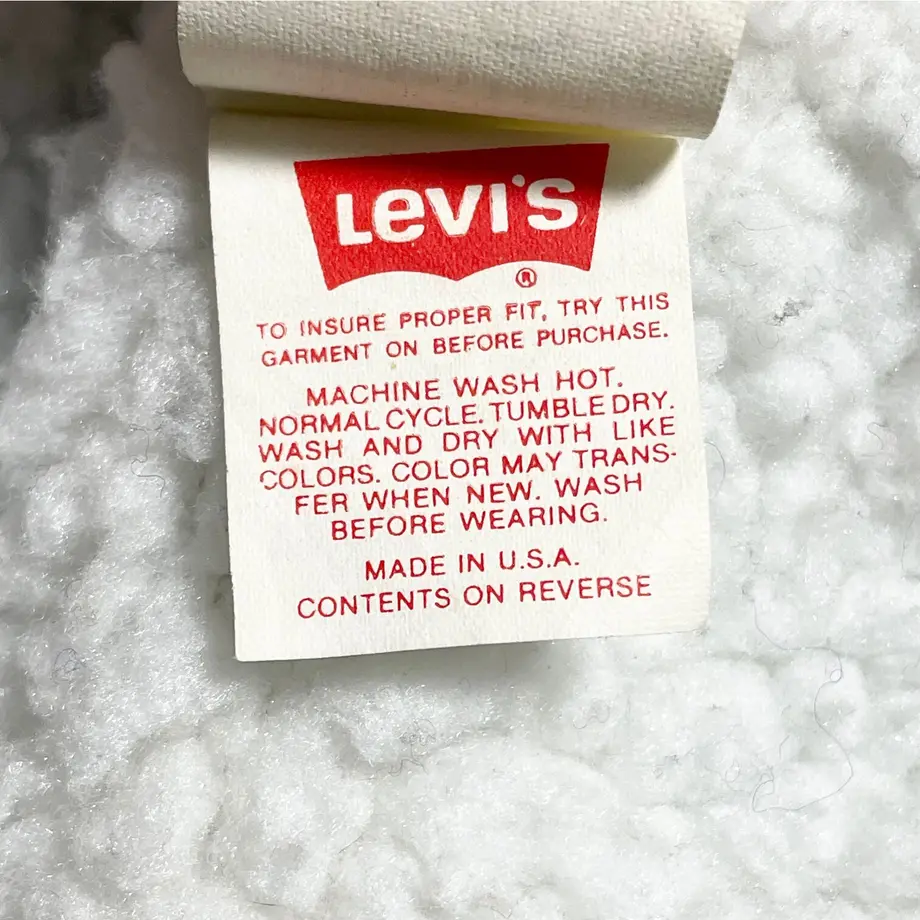 LEVI'S
®
TO INSURE PROPER FIT, TRY THIS
GARMENT ON BEFORE PURCHASE.
MACHINE WASH HOT.
NORMAL CYCLE. TUMBLE DRY.
WASH AND DRY WITH LIKE
COLORS. COLOR MAY TRANS-
FER WHEN NEW. WASH
BEFORE WEARING.
MADE IN U.S.A.
CONTENTS ON REVERSE